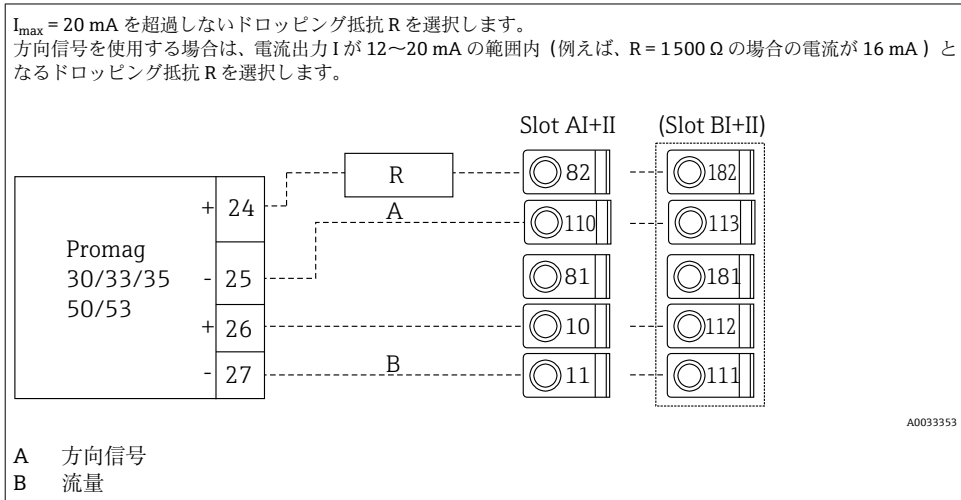 Imax = 20 mA を超過しないドロッピング抵抗 R を選択します。
方向信号を使用する場合は、電流出力 I が 12～20 mA の範囲内（例えば、R = 1500 Ω の場合の電流が 16 mA ）と
なるドロッピング抵抗 R を選択します。
Slot AI+II (Slot BI+II)
R 82 182
+ 24 A 110 113
Promag
30/33/35
50/53
- 25 81 181
+ 26 10 112
- 27 B 11 111
A0033353
A 方向信号
B 流量